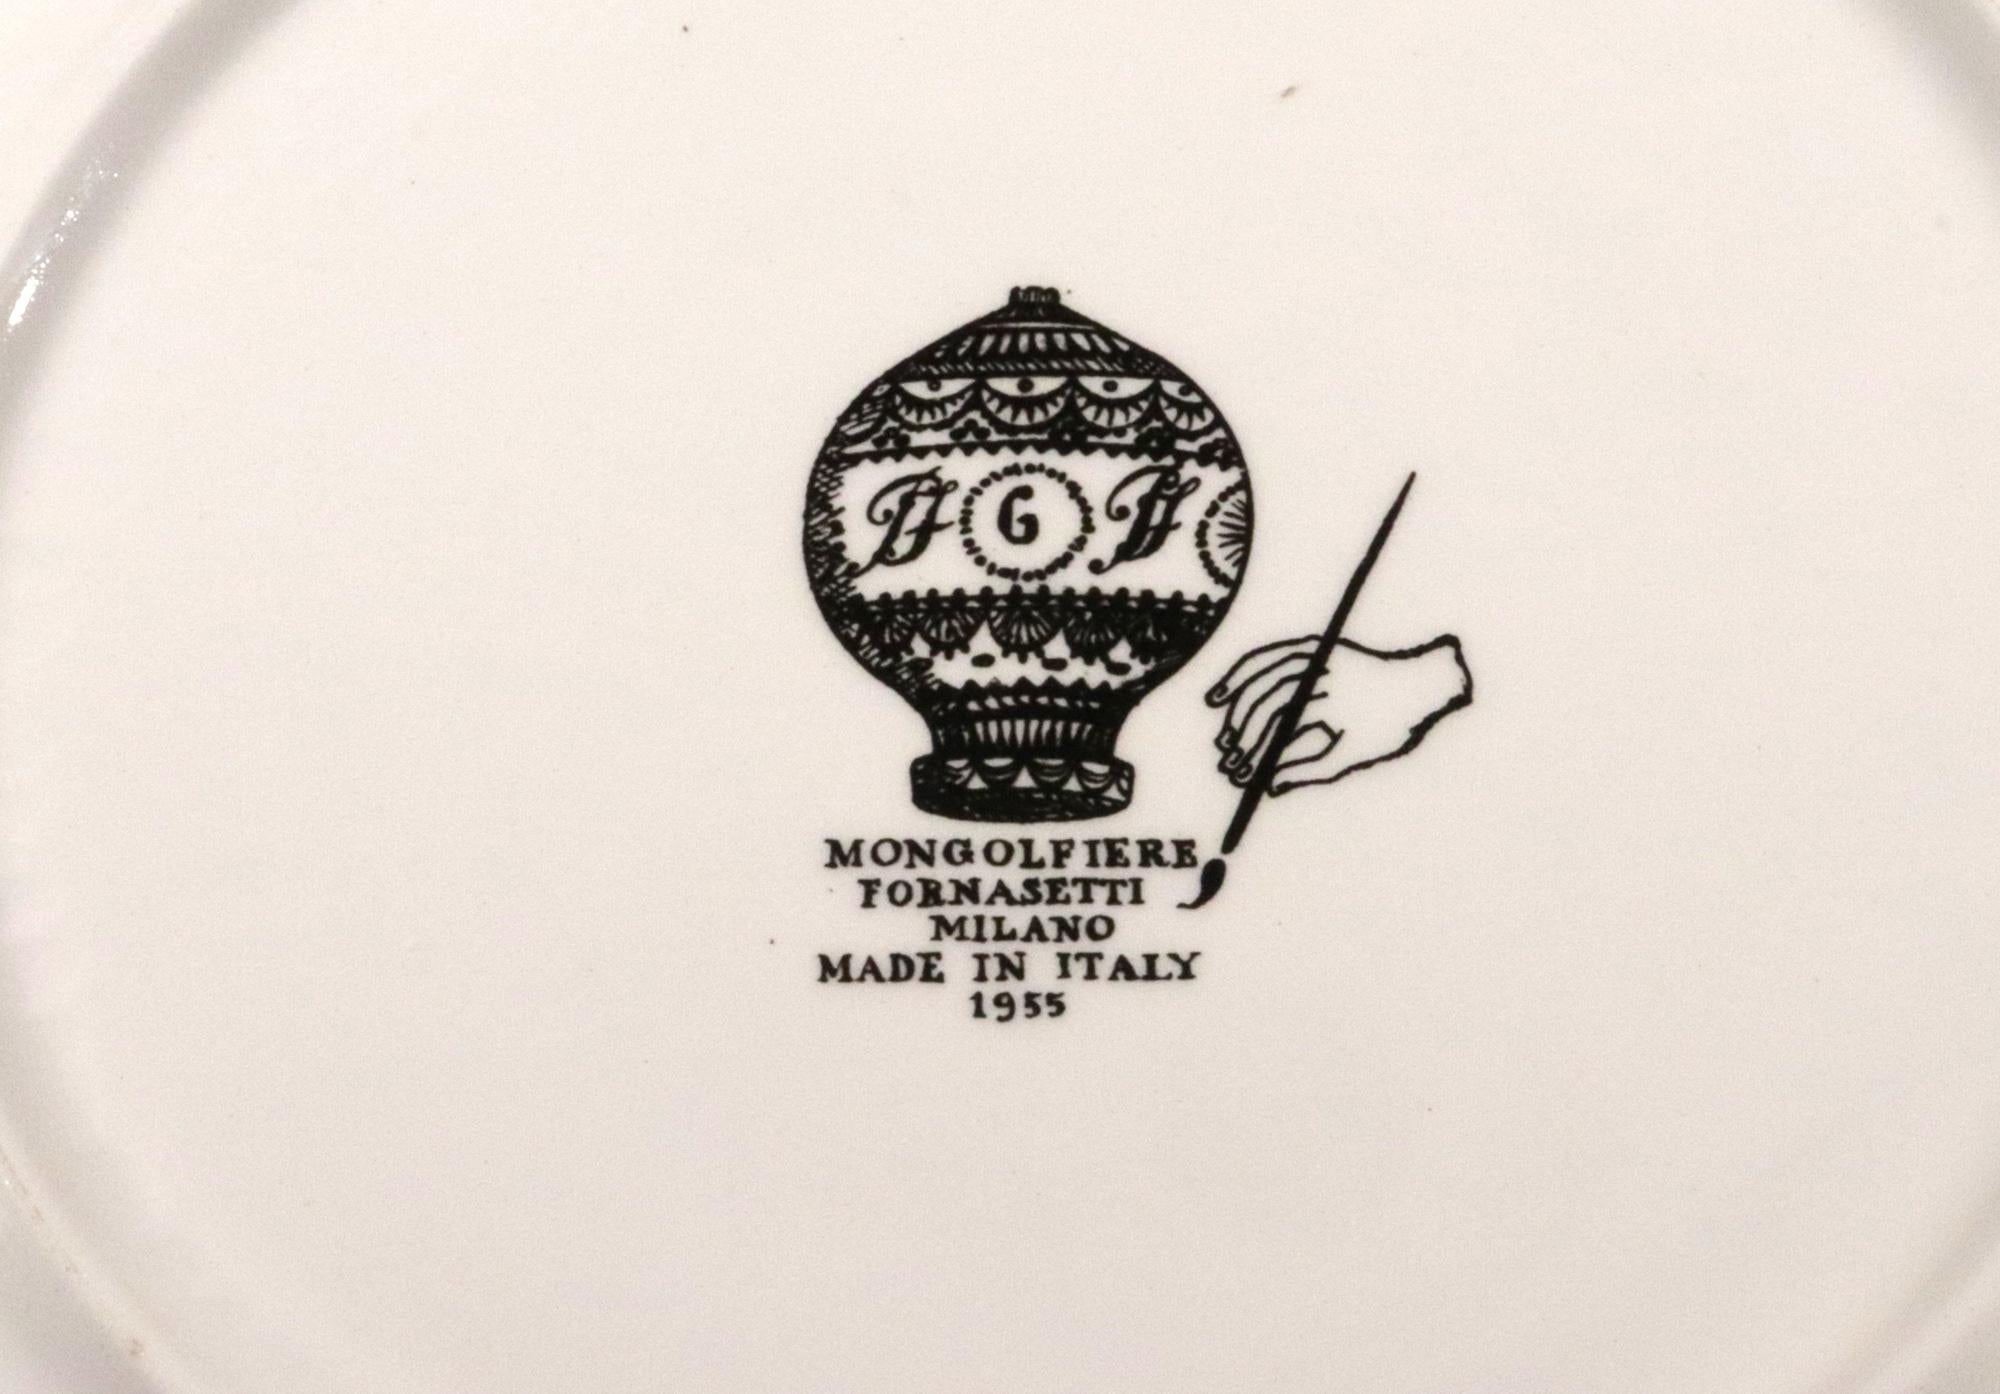 G
MONGOLFIERE
FORNASETTI
MILANO
MADE IN ITALY
1955